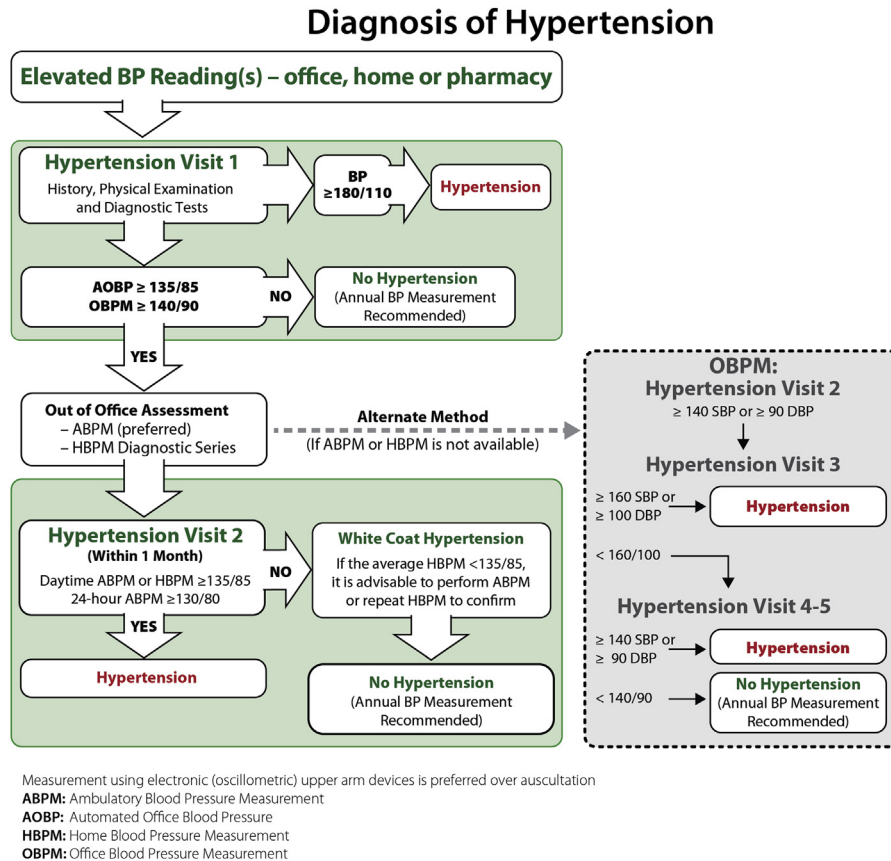 Diagnosis of Hypertension
Elevated BP Reading(s) – office, home or pharmacy
Hypertension Visit 1
History, Physical Examination
and Diagnostic Tests
BP
≥180/110
Hypertension
AOBP ≥ 135/85
OBPM ≥ 140/90
NO
No Hypertension
(Annual BP Measurement
Recommended)
YES
Out of Office Assessment
– ABPM (preferred)
– HBPM Diagnostic Series
Alternate Method
(If ABPM or HBPM is not available)
Hypertension Visit 2
(Within 1 Month)
Daytime ABPM or HBPM ≥135/85
24-hour ABPM ≥130/80
NO
White Coat Hypertension
If the average HBPM <135/85,
it is advisable to perform ABPM
or repeat HBPM to confirm
YES
Hypertension
No Hypertension
(Annual BP Measurement
Recommended)
OBPM:
Hypertension Visit 2
≥ 140 SBP or ≥ 90 DBP
Hypertension Visit 3
≥ 160 SBP or
≥ 100 DBP
Hypertension
< 160/100
Hypertension Visit 4-5
≥ 140 SBP or
≥ 90 DBP
Hypertension
< 140/90
No Hypertension
(Annual BP Measurement
Recommended)
Measurement using electronic (oscillometric) upper arm devices is preferred over auscultation
ABPM: Ambulatory Blood Pressure Measurement
AOBP: Automated Office Blood Pressure
HBPM: Home Blood Pressure Measurement
OBPM: Office Blood Pressure Measurement